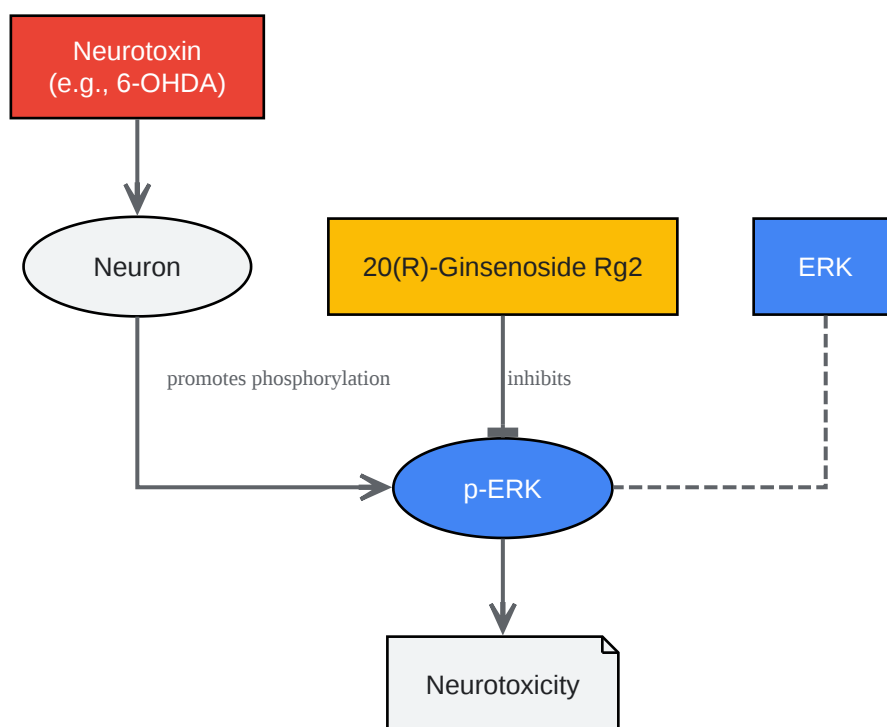 Neurotoxin
(e.g., 6-OHDA)
Neuron
20(R)-Ginsenoside Rg2
ERK
promotes phosphorylation
inhibits
p-ERK
Neurotoxicity